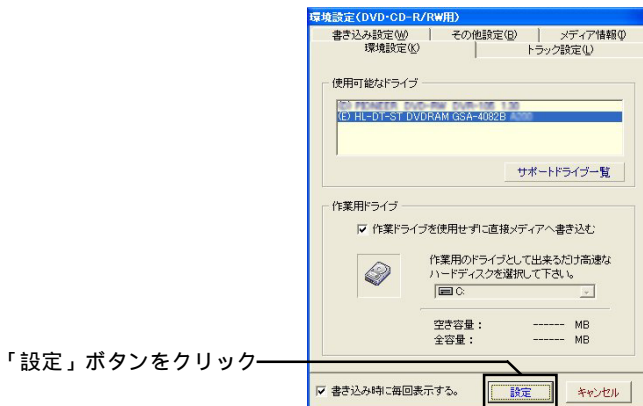 環境設定(DVD・CD-R/RW用)
書き込み設定(W) その他設定(B) メディア情報(I)
環境設定(K) トラック設定(L)
使用可能なドライブ
(D) PIONEER DVD-RW DVR-105 1.30
(E) HL-DT-ST DVDRAM GSA-4082B A200
サポートドライブ一覧
作業用ドライブ
作業ドライブを使用せずに直接メディアへ書き込む
作業用のドライブとして出来るだけ高速な
ハードディスクを選択して下さい。
C:
空き容量: ------ MB
全容量: ------ MB
「設定」ボタンをクリック
書き込み時に毎回表示する。 設定 キャンセル